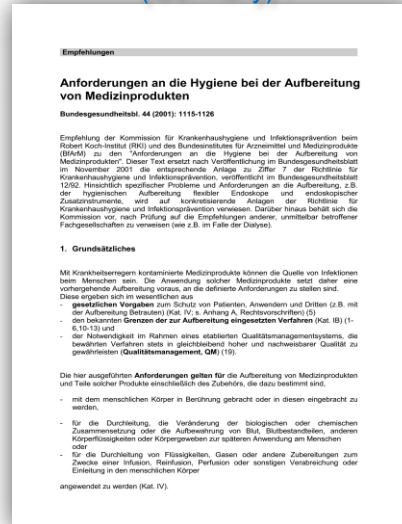 Empfehlungen
Anforderungen an die Hygiene bei der Aufbereitung
von Medizinprodukten
Bundesgesundheitsbl. 44 (2001): 1115-1126
Empfehlung der Kommission für Krankenhaushygiene und Infektionsprävention beim
Robert Koch-Institut (RKI) und des Bundesinstitutes für Arzneimittel und Medizinprodukte
(BfArM) zu den "Anforderungen an die Hygiene bei der Aufbereitung von
Medizinprodukten". Dieser Text ersetzt nach Veröffentlichung im Bundesgesundheitsblatt
im November 2001 die entsprechende Anlage zu Ziffer 7 der Richtlinie für
Krankenhaushygiene und Infektionsprävention, veröffentlicht im Bundesgesundheitsblatt
12/92. Hinsichtlich spezifischer Probleme und Anforderungen an die Aufbereitung, z.B.
der hygienischen Aufbereitung flexibler Endoskope und endoskopischer
Zusatzinstrumente, wird auf konkretisierende Anlagen der Richtlinie für
Krankenhaushygiene und Infektionsprävention verwiesen. Darüber hinaus behält sich die
Kommission vor, nach Prüfung auf die Empfehlungen anderer, unmittelbar betroffener
Fachgesellschaften zu verweisen (wie z.B. im Falle der Dialyse).
1. Grundsätzliches
Mit Krankheitserregern kontaminierte Medizinprodukte können die Quelle von Infektionen
beim Menschen sein. Die Anwendung solcher Medizinprodukte setzt daher eine
vorhergehende Aufbereitung voraus, an die definierte Anforderungen zu stellen sind.
Diese ergeben sich im wesentlichen aus
- gesetzlichen Vorgaben zum Schutz von Patienten, Anwendern und Dritten (z.B. mit
der Aufbereitung Betrauten) (Kat. IV; s. Anhang A, Rechtsvorschriften) (5)
- den bekannten Grenzen der zur Aufbereitung eingesetzten Verfahren (Kat. IB) (1-
6,10-13) und
- der Notwendigkeit im Rahmen eines etablierten Qualitätsmanagementsystems, die
bewährten Verfahren stets in gleichbleibend hoher und nachweisbarer Qualität zu
gewährleisten (Qualitätsmanagement, QM) (19).
Die hier ausgeführten Anforderungen gelten für die Aufbereitung von Medizinprodukten
und Teile solcher Produkte einschließlich des Zubehörs, die dazu bestimmt sind,
- mit dem menschlichen Körper in Berührung gebracht oder in diesen eingebracht zu
werden,
- für die Durchleitung, die Veränderung der biologischen oder chemischen
Zusammensetzung oder die Aufbewahrung von Blut, Blutbestandteilen, anderen
Körperflüssigkeiten oder Körpergeweben zur späteren Anwendung am Menschen
oder
- für die Durchleitung von Flüssigkeiten, Gasen oder andere Zubereitungen zum
Zwecke einer Infusion, Reinfusion, Perfusion oder sonstigen Verabreichung oder
Einleitung in den menschlichen Körper
angewendet zu werden (Kat. IV).